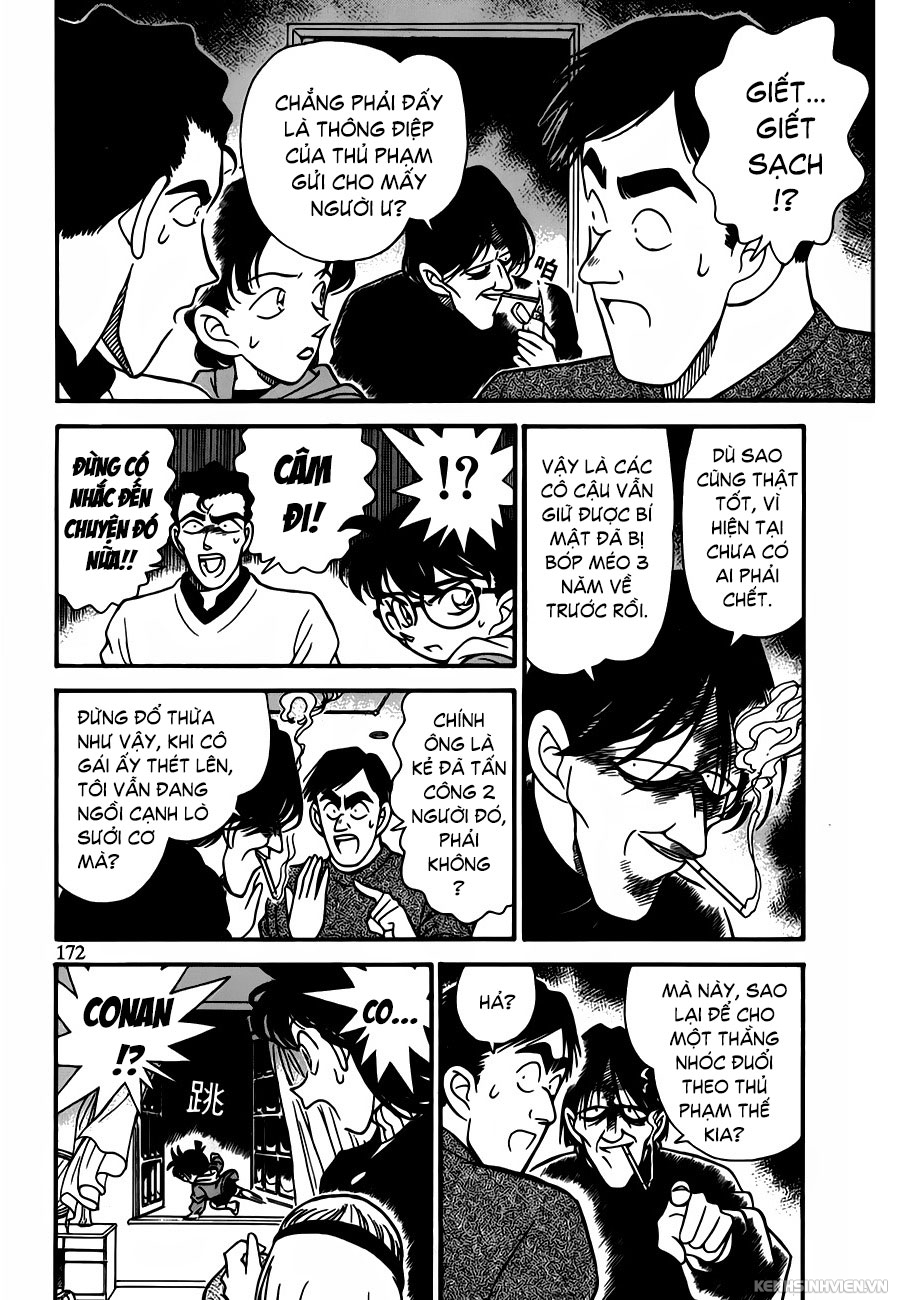 GIẾT...
GIẾT
SẠCH
!?
CHẲNG PHẢI ĐẤY
LÀ THÔNG ĐIỆP
CỦA THỦ PHẠM
GỬI CHO MẤY
NGƯỜI Ư?
咱
DÙ SAO
CŨNG THẬT
TỐT, VÌ
HIỆN TẠI
CHƯA CÓ
AI PHẢI
CHẾT.
VẬY LÀ CÁC
CÔ CẬU VẪN
GIỮ ĐƯỢC BÍ
MẬT ĐÃ BỊ
BÓP MÉO 3
NĂM VỀ
TRƯỚC RỒI.
!?
CÂM
ĐI!
ĐỪNG CÓ
NHẮC ĐẾN
CHUYỆN ĐÓ
NỮA!!
CHÍNH
ÔNG LÀ
KẺ ĐÃ TẤN
CÔNG 2
NGƯỜI ĐÓ,
PHẢI
KHÔNG
?
ĐỪNG ĐỔ THỪA
NHƯ VẬY, KHI CÔ
GÁI ẤY THÉT LÊN,
TÔI VẪN ĐANG
NGỒI CẠNH LÒ
SƯỞI CƠ
MÀ?
172
MÀ NÀY, SAO
LẠI ĐỂ CHO
MỘT THẰNG
NHÓC ĐUỔI
THEO THỦ
PHẠM THẾ
KIA?
HẢ?
CO...
CONAN
!?
跳
KENHSINHVIEN.VN